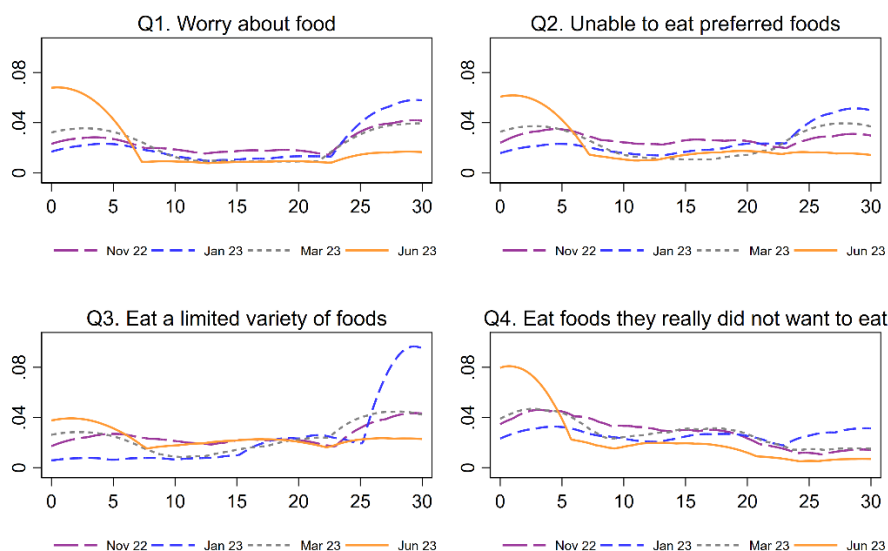 Q1. Worry about food
.08
.04
0
0 5 10 15 20 25 30
Nov 22 Jan 23 Mar 23 Jun 23
Q2. Unable to eat preferred foods
.08
.04
0
0 5 10 15 20 25 30
Nov 22 Jan 23 Mar 23 Jun 23
Q3. Eat a limited variety of foods
.08
.04
0
0 5 10 15 20 25 30
Nov 22 Jan 23 Mar 23 Jun 23
Q4. Eat foods they really did not want to eat
.08
.04
0
0 5 10 15 20 25 30
Nov 22 Jan 23 Mar 23 Jun 23